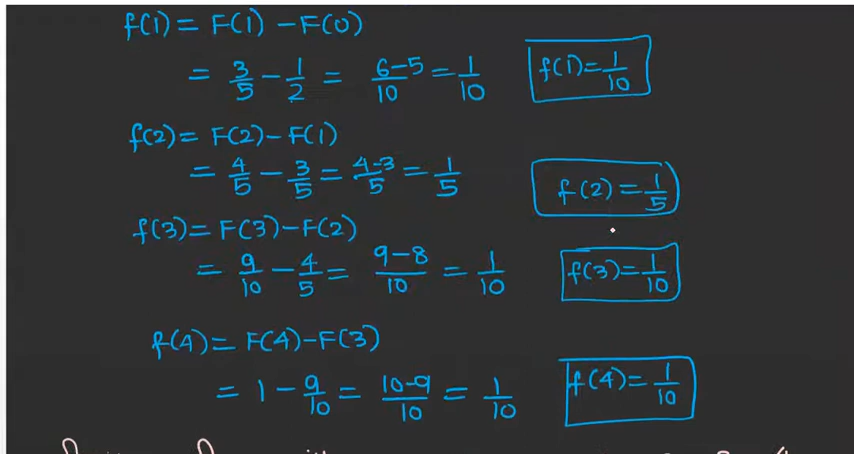 f(1) = F(1) - F(0)
= 3/5 - 1/2 = 6-5/10 = 1/10
f(1) = 1/10
f(2) = F(2) - F(1)
= 4/5 - 3/5 = 4-3/5 = 1/5
f(2) = 1/5
f(3) = F(3) - F(2)
= 9/10 - 4/5 = 9-8/10 = 1/10
f(3) = 1/10
f(4) = F(4) - F(3)
= 1 - 9/10 = 10-9/10 = 1/10
f(4) = 1/10